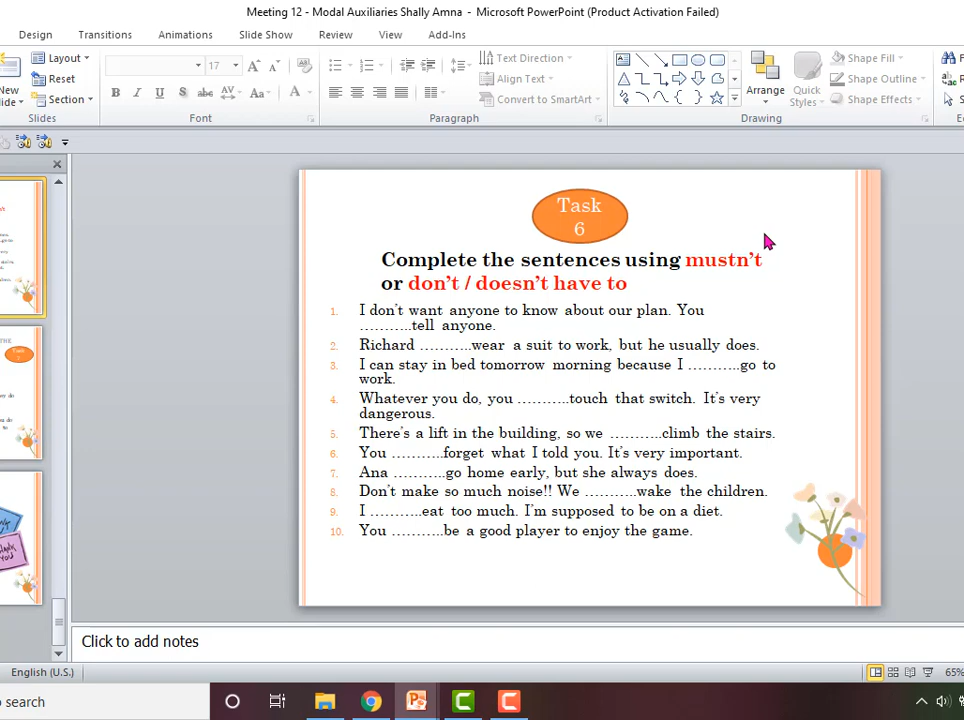 Meeting 12 - Modal Auxiliaries Shally Amna - Microsoft PowerPoint (Product Activation Failed)
Design Transitions Animations Slide Show Review View Add-Ins
Layout
Reset
New
Slide
Section
17
Aa
B I U S abc AV Aa A
Text Direction
Align Text
Convert to SmartArt
Arrange
Quick
Styles
Shape Fill
Shape Outline
Shape Effects
Slides Font Paragraph Drawing
Task
6
Complete the sentences using mustn't
or don't / doesn't have to
1. I don't want anyone to know about our plan. You
………..tell anyone.
2. Richard ………..wear a suit to work, but he usually does.
3. I can stay in bed tomorrow morning because I ………..go to
work.
4. Whatever you do, you ………..touch that switch. It's very
dangerous.
5. There's a lift in the building, so we ………..climb the stairs.
6. You ………..forget what I told you. It's very important.
7. Ana ………..go home early, but she always does.
8. Don't make so much noise!! We ………..wake the children.
9. I ………..eat too much. I'm supposed to be on a diet.
10. You ………..be a good player to enjoy the game.
Click to add notes
English (U.S.)
65%
o search